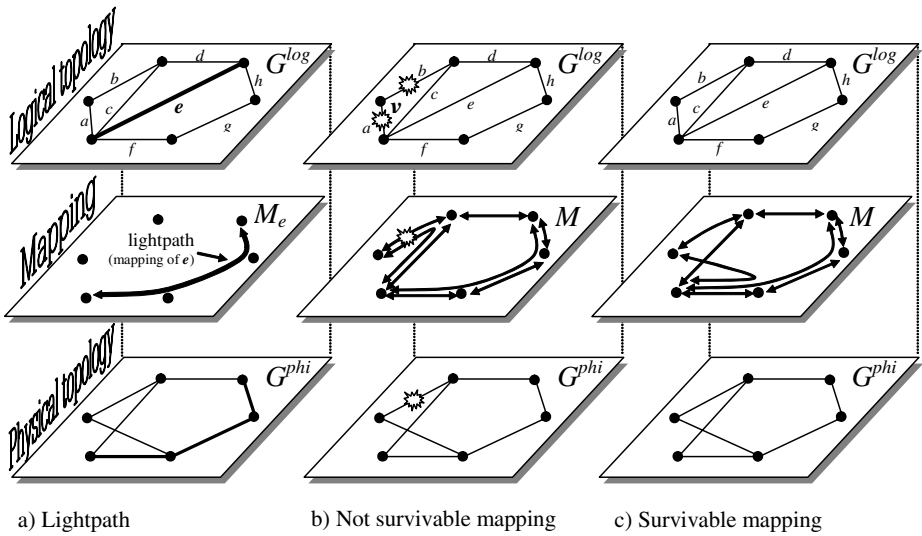 Logical topology
G^log
d
b
h
c
e
a
g
f
G^log
d
b
h
v
c
e
a
g
f
G^log
d
b
h
c
e
a
g
f
Mapping
M_e
lightpath
(mapping of e)
M
M
Physical topology
G^phi
G^phi
G^phi
a) Lightpath
b) Not survivable mapping
c) Survivable mapping